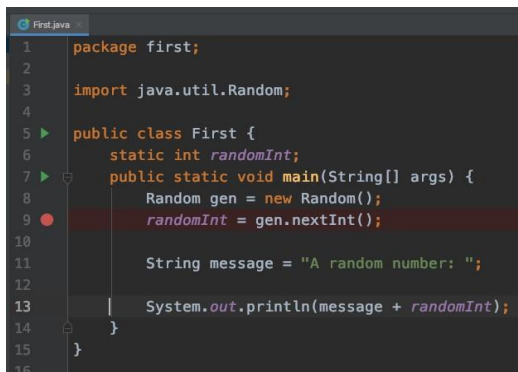 First.java
1 package first;
2
3 import java.util.Random;
4
5 public class First {
6 static int randomInt;
7 public static void main(String[] args) {
8 Random gen = new Random();
9 randomInt = gen.nextInt();
10
11 String message = "A random number: ";
12
13 System.out.println(message + randomInt);
14 }
15 }
16